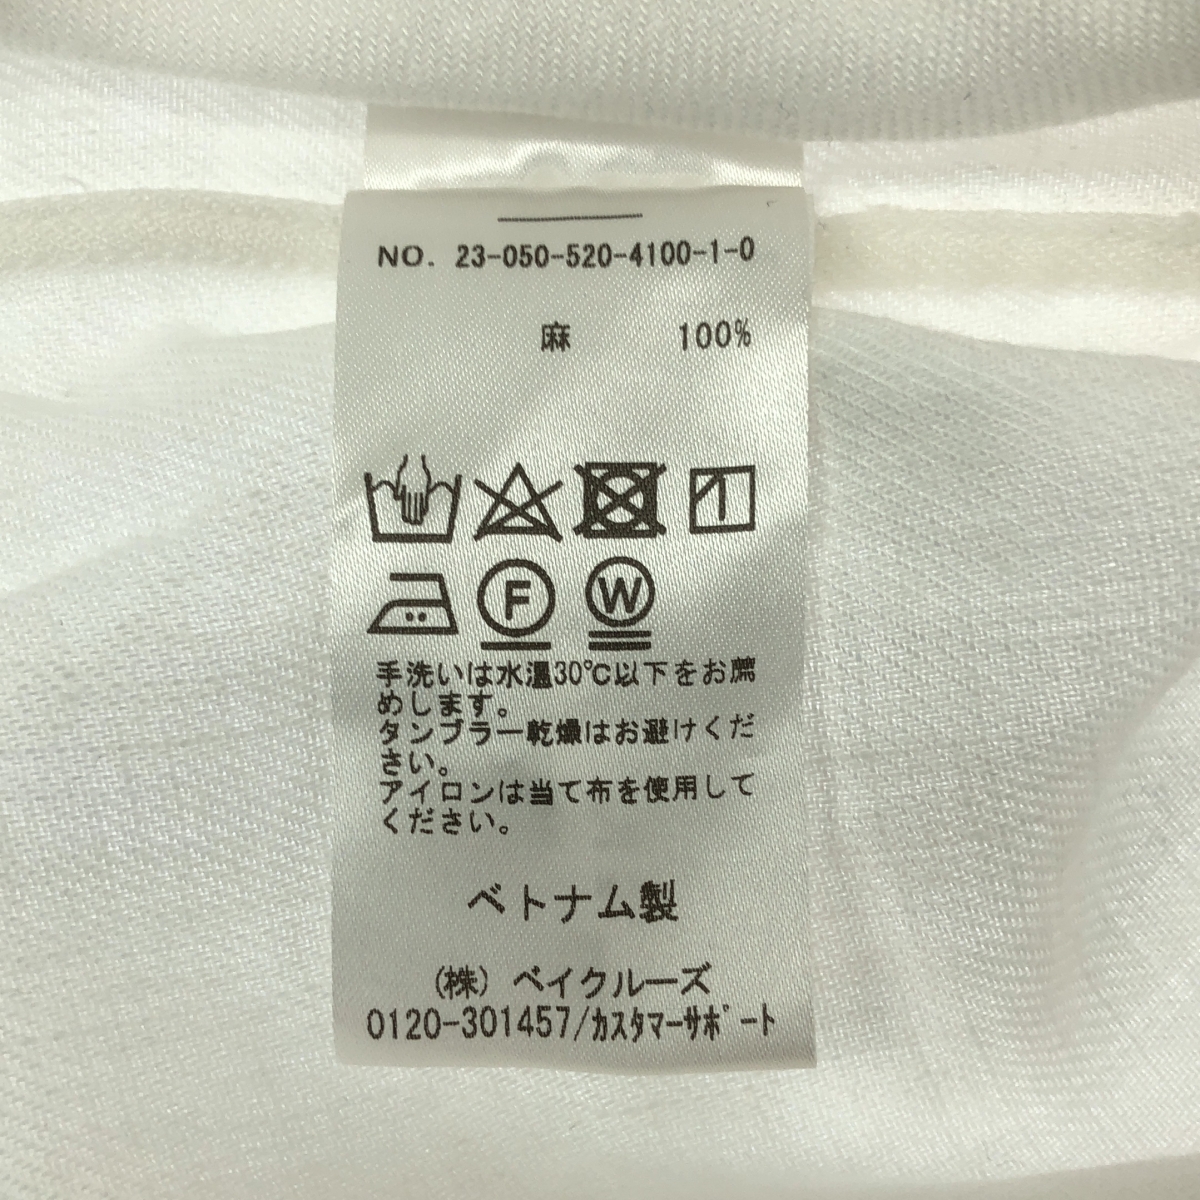 NO. 23-050-520-4100-1-0
麻 100%
F W
手洗いは水温30℃以下をお薦
めします。
タンブラー乾燥はお避けくだ
さい。
アイロンは当て布を使用して
ください。
ベトナム製
(株) ベイクルーズ
0120-301457/ｶｽﾀﾏｰｻﾎﾟｰﾄ